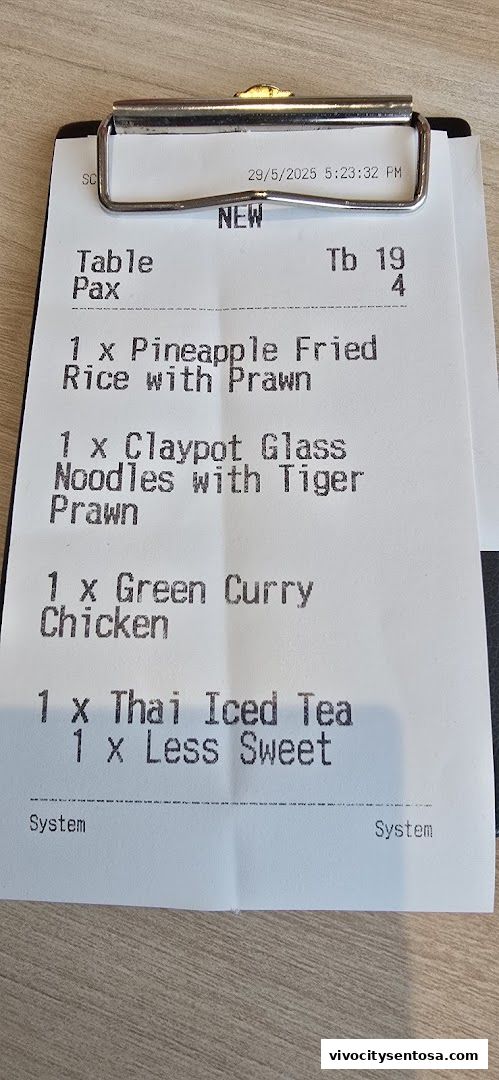 SC 29/5/2025 5:23:32 PM
NEW
Table Tb 19
Pax 4
1 x Pineapple Fried
Rice with Prawn
1 x Claypot Glass
Noodles with Tiger
Prawn
1 x Green Curry
Chicken
1 x Thai Iced Tea
1 x Less Sweet
System System
vivocitysentosa.com